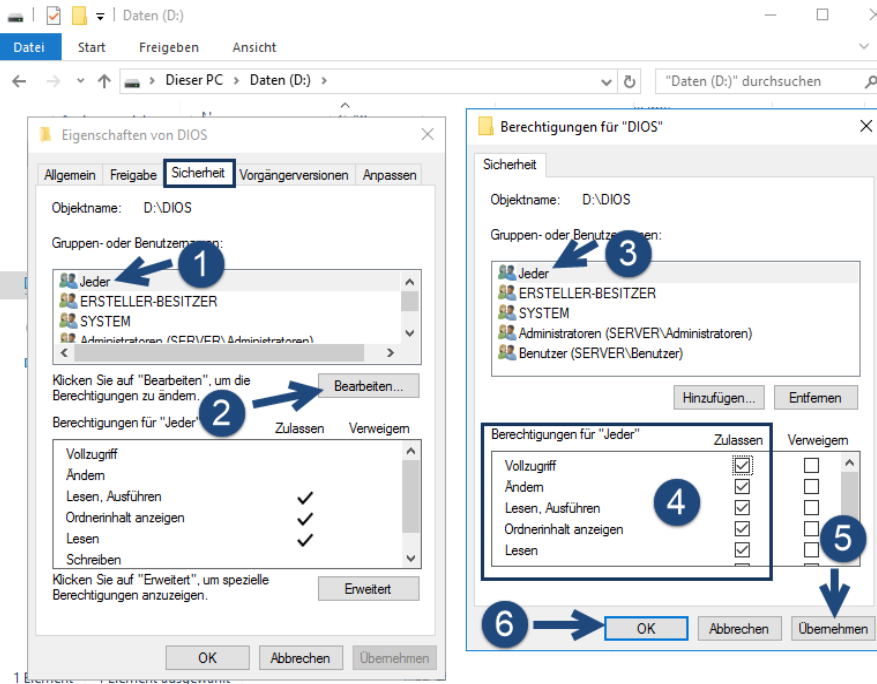 Daten (D:)
Datei Start Freigeben Ansicht
Dieser PC > Daten (D:) >
"Daten (D:)" durchsuchen
Eigenschaften von DIOS
Allgemein Freigabe Sicherheit Vorgängerversionen Anpassen
Objektname: D:\DIOS
Gruppen- oder Benutzernamen:
1
Jeder
ERSTELLER-BESITZER
SYSTEM
Administratoren (SERVER\Administratoren)
Klicken Sie auf "Bearbeiten", um die
Berechtigungen zu ändern.
Bearbeiten...
2
Berechtigungen für "Jeder" Zulassen Verweigern
Vollzugriff
Ändern
Lesen, Ausführen
Ordnerinhalt anzeigen
Lesen
Schreiben
Klicken Sie auf "Erweitert", um spezielle
Berechtigungen anzuzeigen.
Erweitert
OK Abbrechen Übernehmen
1 Element 1 Element ausgewählt
Berechtigungen für "DIOS"
Sicherheit
Objektname: D:\DIOS
Gruppen- oder
3
Jeder
ERSTELLER-BESITZER
SYSTEM
Administratoren (SERVER\Administratoren)
Benutzer (SERVER\Benutzer)
Hinzufügen... Entfernen
Berechtigungen für "Jeder" Zulassen Verweigern
Vollzugriff
Ändern
Lesen, Ausführen
Ordnerinhalt anzeigen
Lesen
4
5
6
OK Abbrechen Übernehmen